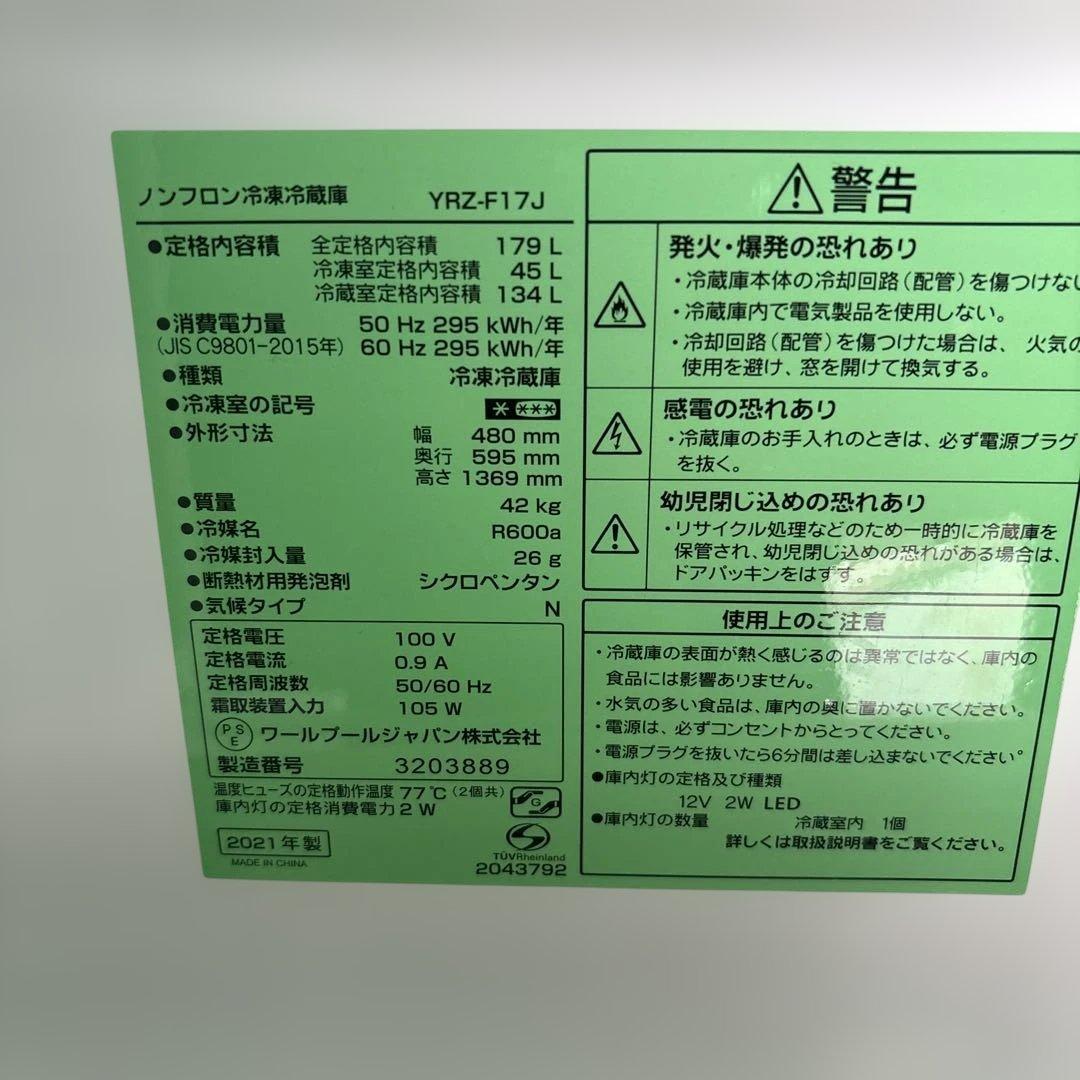 ノンフロン冷凍冷蔵庫 YRZ-F17J
●定格内容積 全定格内容積 179 L
冷凍室定格内容積 45 L
冷蔵室定格内容積 134 L
●消費電力量 50 Hz 295 kWh/年
(JIS C9801-2015年) 60 Hz 295 kWh/年
●種類 冷凍冷蔵庫
●冷凍室の記号
●外形寸法 幅 480 mm
奥行 595 mm
高さ 1369 mm
●質量 42 kg
●冷媒名 R600a
●冷媒封入量 26 g
●断熱材用発泡剤 シクロペンタン
●気候タイプ N
定格電圧 100 V
定格電流 0.9 A
定格周波数 50/60 Hz
霜取装置入力 105 W
PSE ワールプールジャパン株式会社
製造番号 3203889
温度ヒューズの定格動作温度 77℃(2個共)
庫内灯の定格消費電力 2 W
G
2021年製
MADE IN CHINA
TÜVRheinland
2043792
警告
発火・爆発の恐れあり
・冷蔵庫本体の冷却回路(配管)を傷つけな
・冷蔵庫内で電気製品を使用しない。
・冷却回路(配管)を傷つけた場合は、火気の
使用を避け、窓を開けて換気する。
感電の恐れあり
・冷蔵庫のお手入れのときは、必ず電源プラグ
を抜く。
幼児閉じ込めの恐れあり
・リサイクル処理などのため一時的に冷蔵庫を
保管され、幼児閉じ込めの恐れがある場合は、
ドアパッキンをはずす。
使用上のご注意
・冷蔵庫の表面が熱く感じるのは異常ではなく、庫内の
食品には影響ありません。
・水気の多い食品は、庫内の奥に置かないでください。
・電源は、必ずコンセントからとってください。
・電源プラグを抜いたら6分間は差し込まないでください。
●庫内灯の定格及び種類
12V 2W LED
●庫内灯の数量 冷蔵室内 1個
詳しくは取扱説明書をご覧ください。